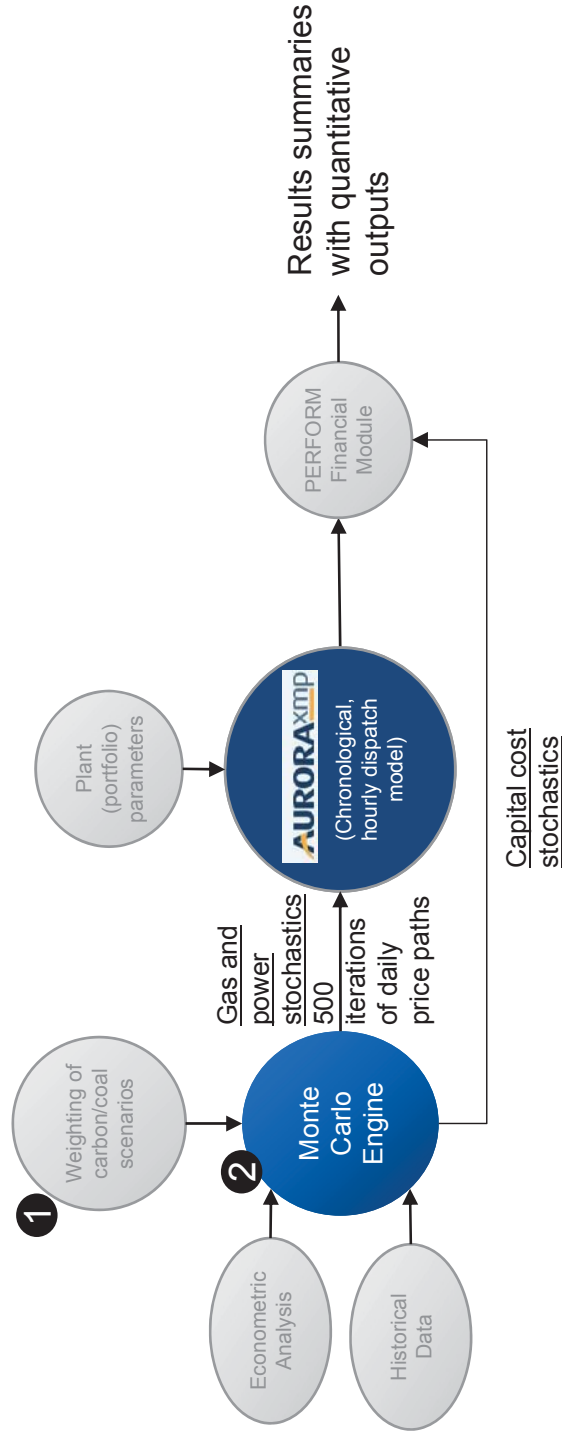 1
Weighting of
carbon/coal
scenarios
Econometric
Analysis
Historical
Data
2
Monte
Carlo
Engine
Gas and
power
stochastics
500
iterations
of daily
price paths
Plant
(portfolio)
parameters
AURORAxmp
(Chronological,
hourly dispatch
model)
Capital cost
stochastics
PERFORM
Financial
Module
Results summaries
with quantitative
outputs